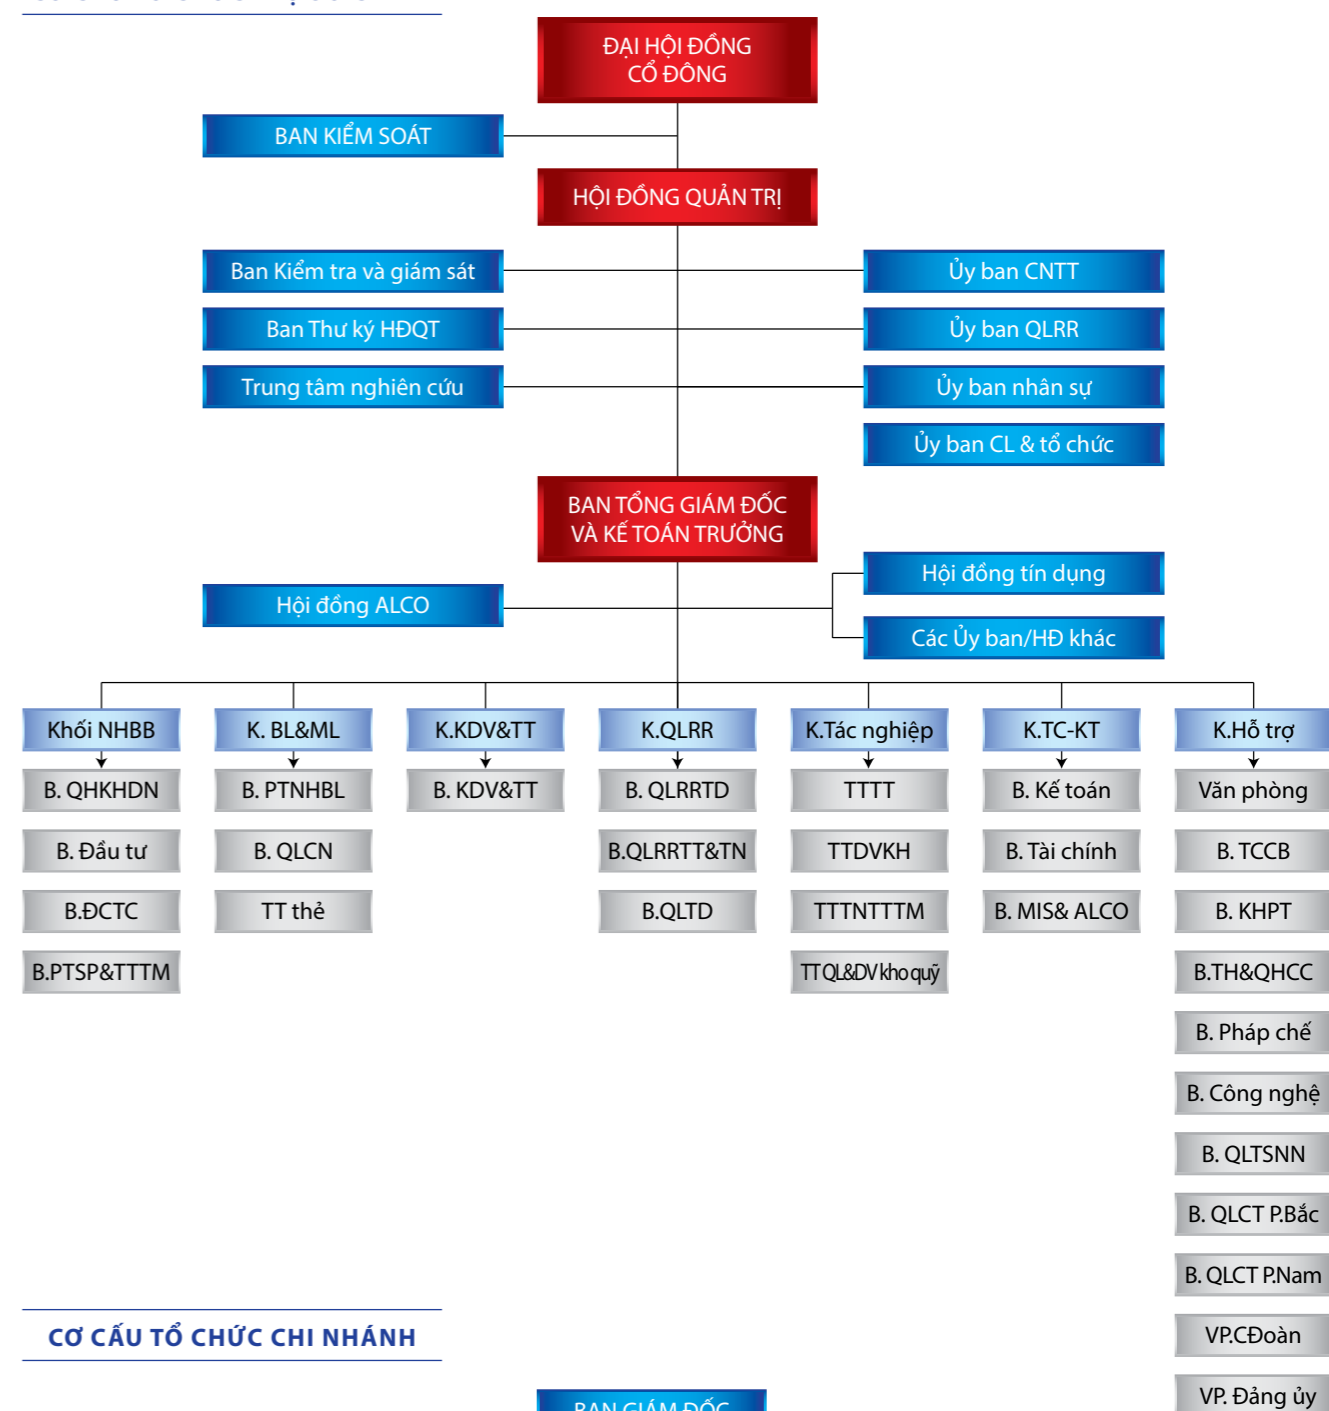 ĐẠI HỘI ĐỒNG
CỔ ĐÔNG
BAN KIỂM SOÁT
HỘI ĐỒNG QUẢN TRỊ
Ban Kiểm tra và giám sát
Ủy ban CNTT
Ban Thư ký HĐQT
Ủy ban QLRR
Trung tâm nghiên cứu
Ủy ban nhân sự
Ủy ban CL & tổ chức
BAN TỔNG GIÁM ĐỐC
VÀ KẾ TOÁN TRƯỞNG
Hội đồng tín dụng
Hội đồng ALCO
Các Ủy ban/HĐ khác
Khối NHBB
K. BL&ML
K.KDV&TT
K.QLRR
K.Tác nghiệp
K.TC-KT
K.Hỗ trợ
B. QHKHDN
B. PTNHBL
B. KDV&TT
B. QLRRTD
TTTT
B. Kế toán
Văn phòng
B. Đầu tư
B. QLCN
B.QLRRTT&TN
TTDVKH
B. Tài chính
B. TCCB
B.ĐCTC
TT thẻ
B.QLTD
TTTNTTTM
B. MIS& ALCO
B. KHPT
B.PTSP&TTTM
TTQL&DV kho quỹ
B.TH&QHCC
B. Pháp chế
B. Công nghệ
B. QLTSNN
B. QLCT P.Bắc
B. QLCT P.Nam
VP.CĐoàn
VP. Đảng ủy
CƠ CẤU TỔ CHỨC CHI NHÁNH
BAN GIÁM ĐỐC